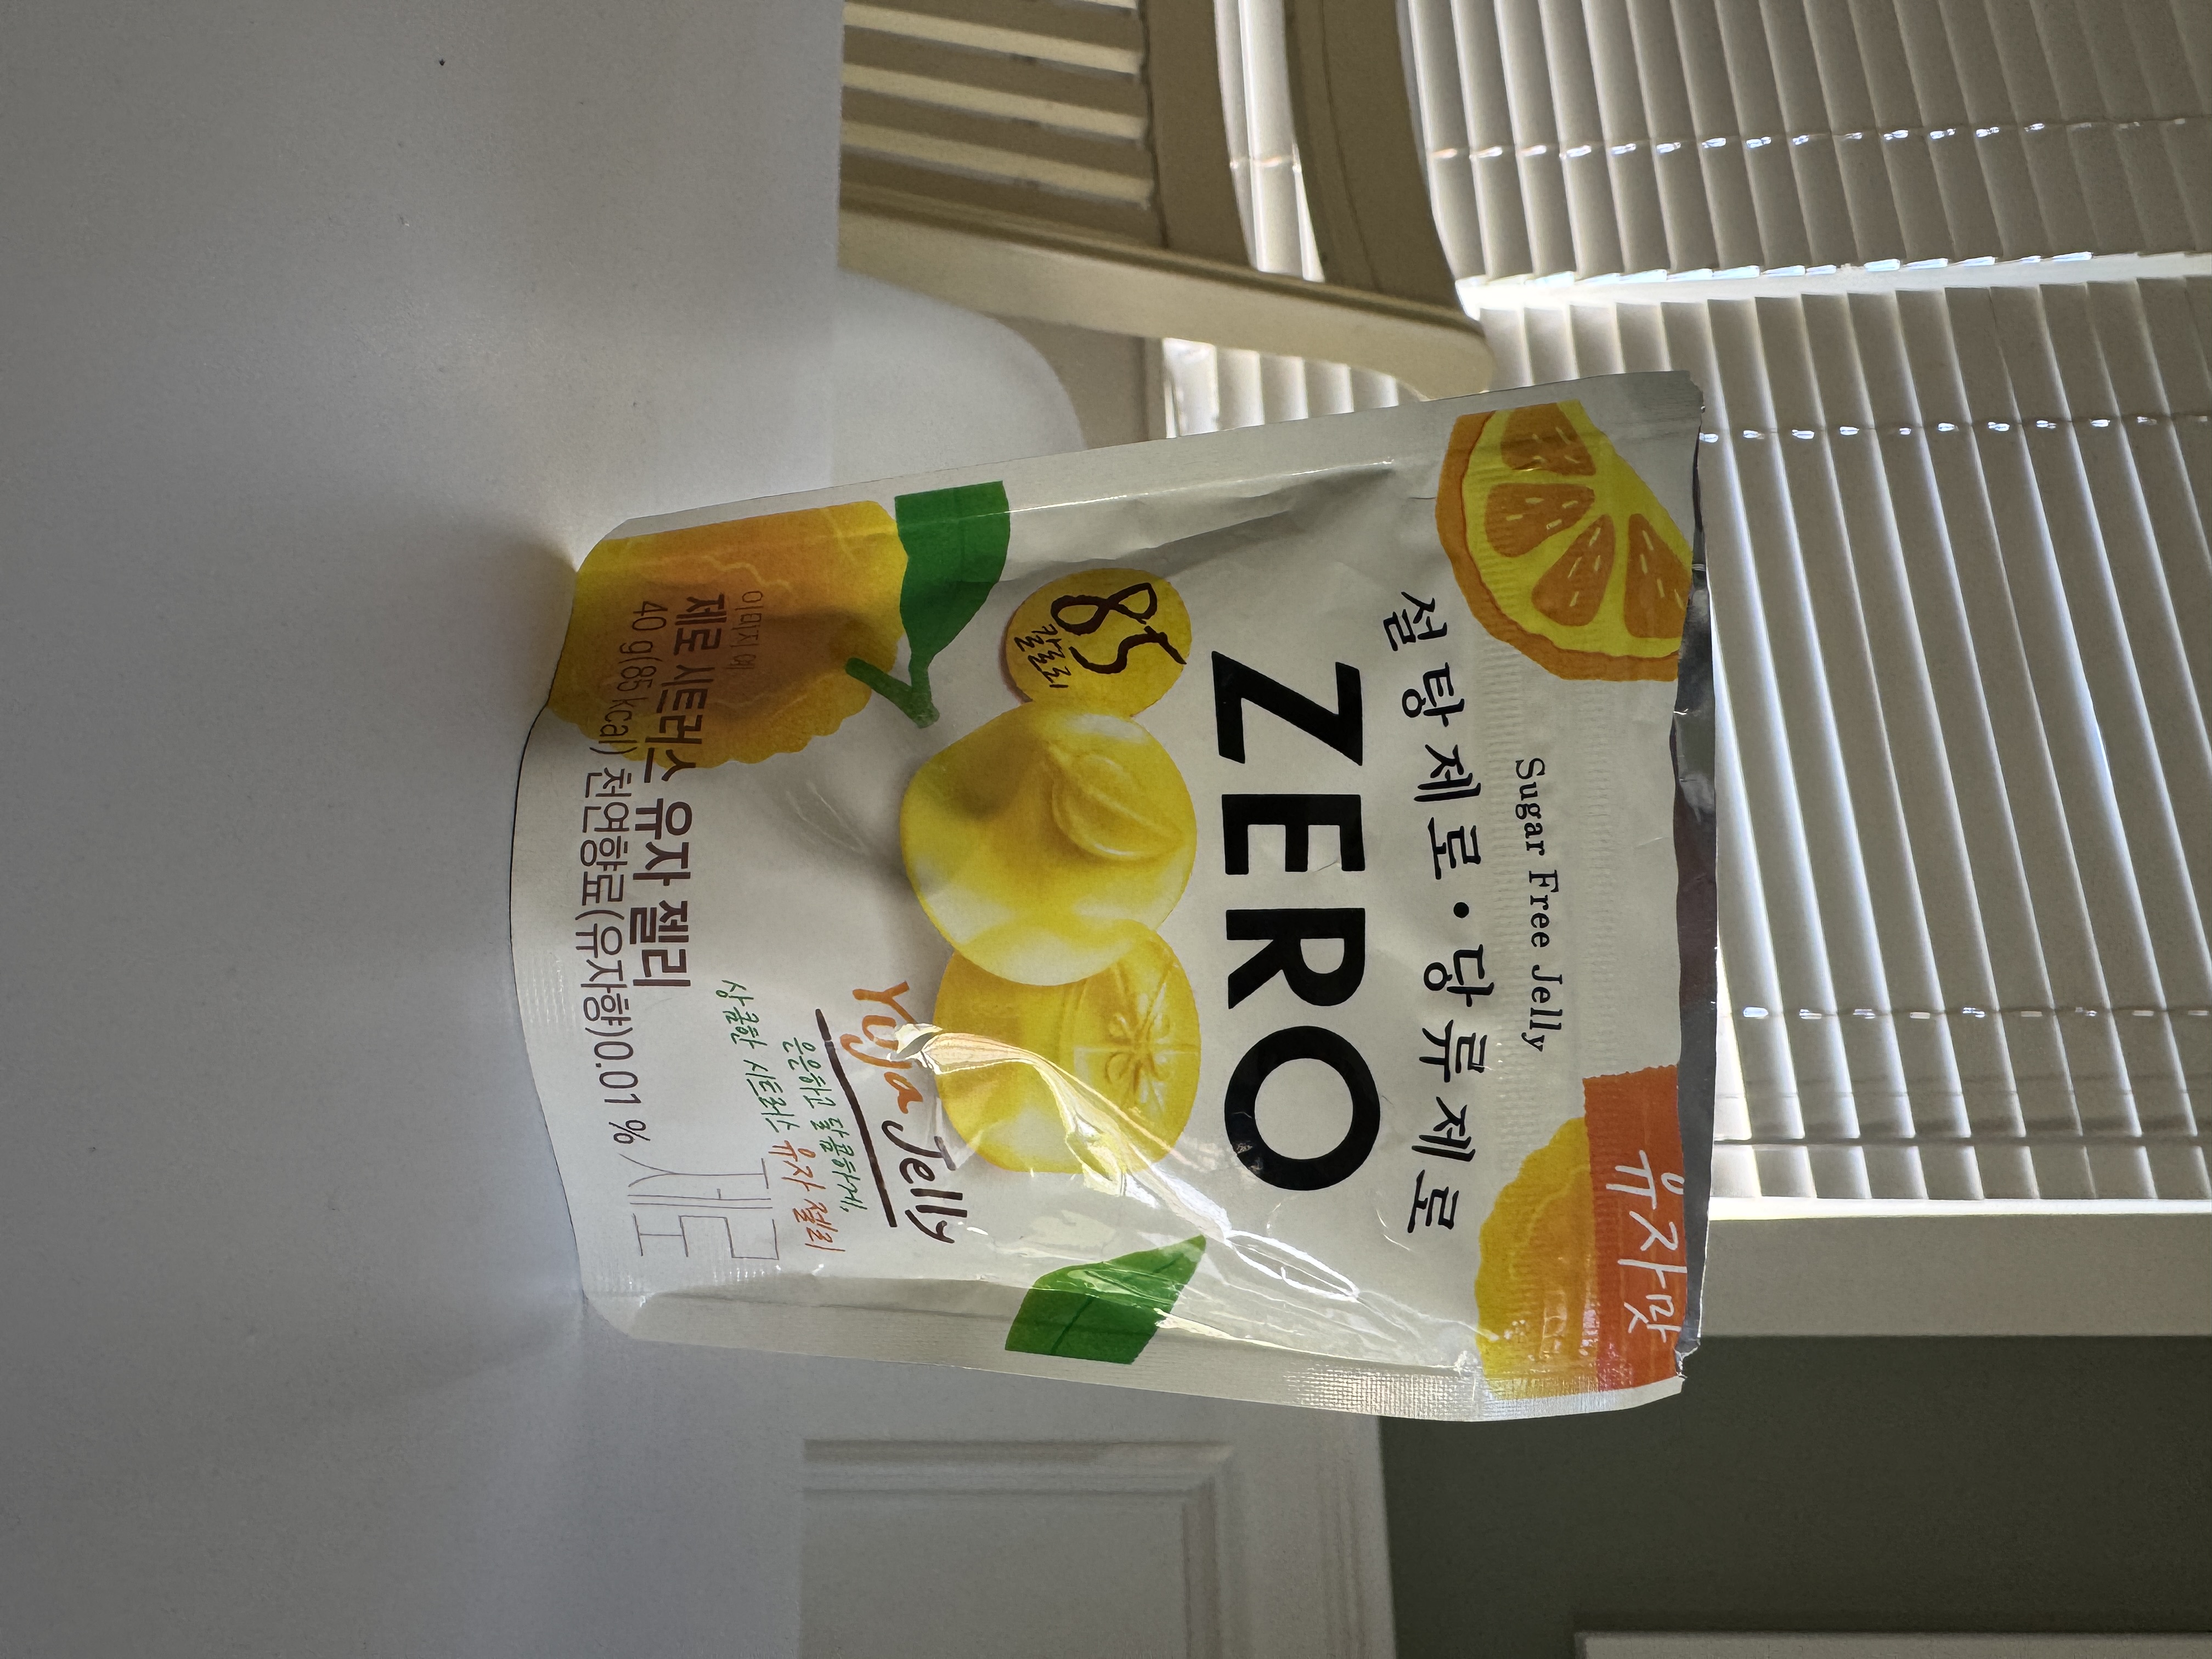 유자맛
Sugar Free Jelly
설탕제로·당류제로
ZERO
85
칼로리
Yuja Jelly
은은하고 달콤하게,
상큼한 시트러스 유자 젤리
이미지 예
제로 시트러스 유자 젤리
40 g(85 kcal) 천연향료(유자향)0.01 %
제로